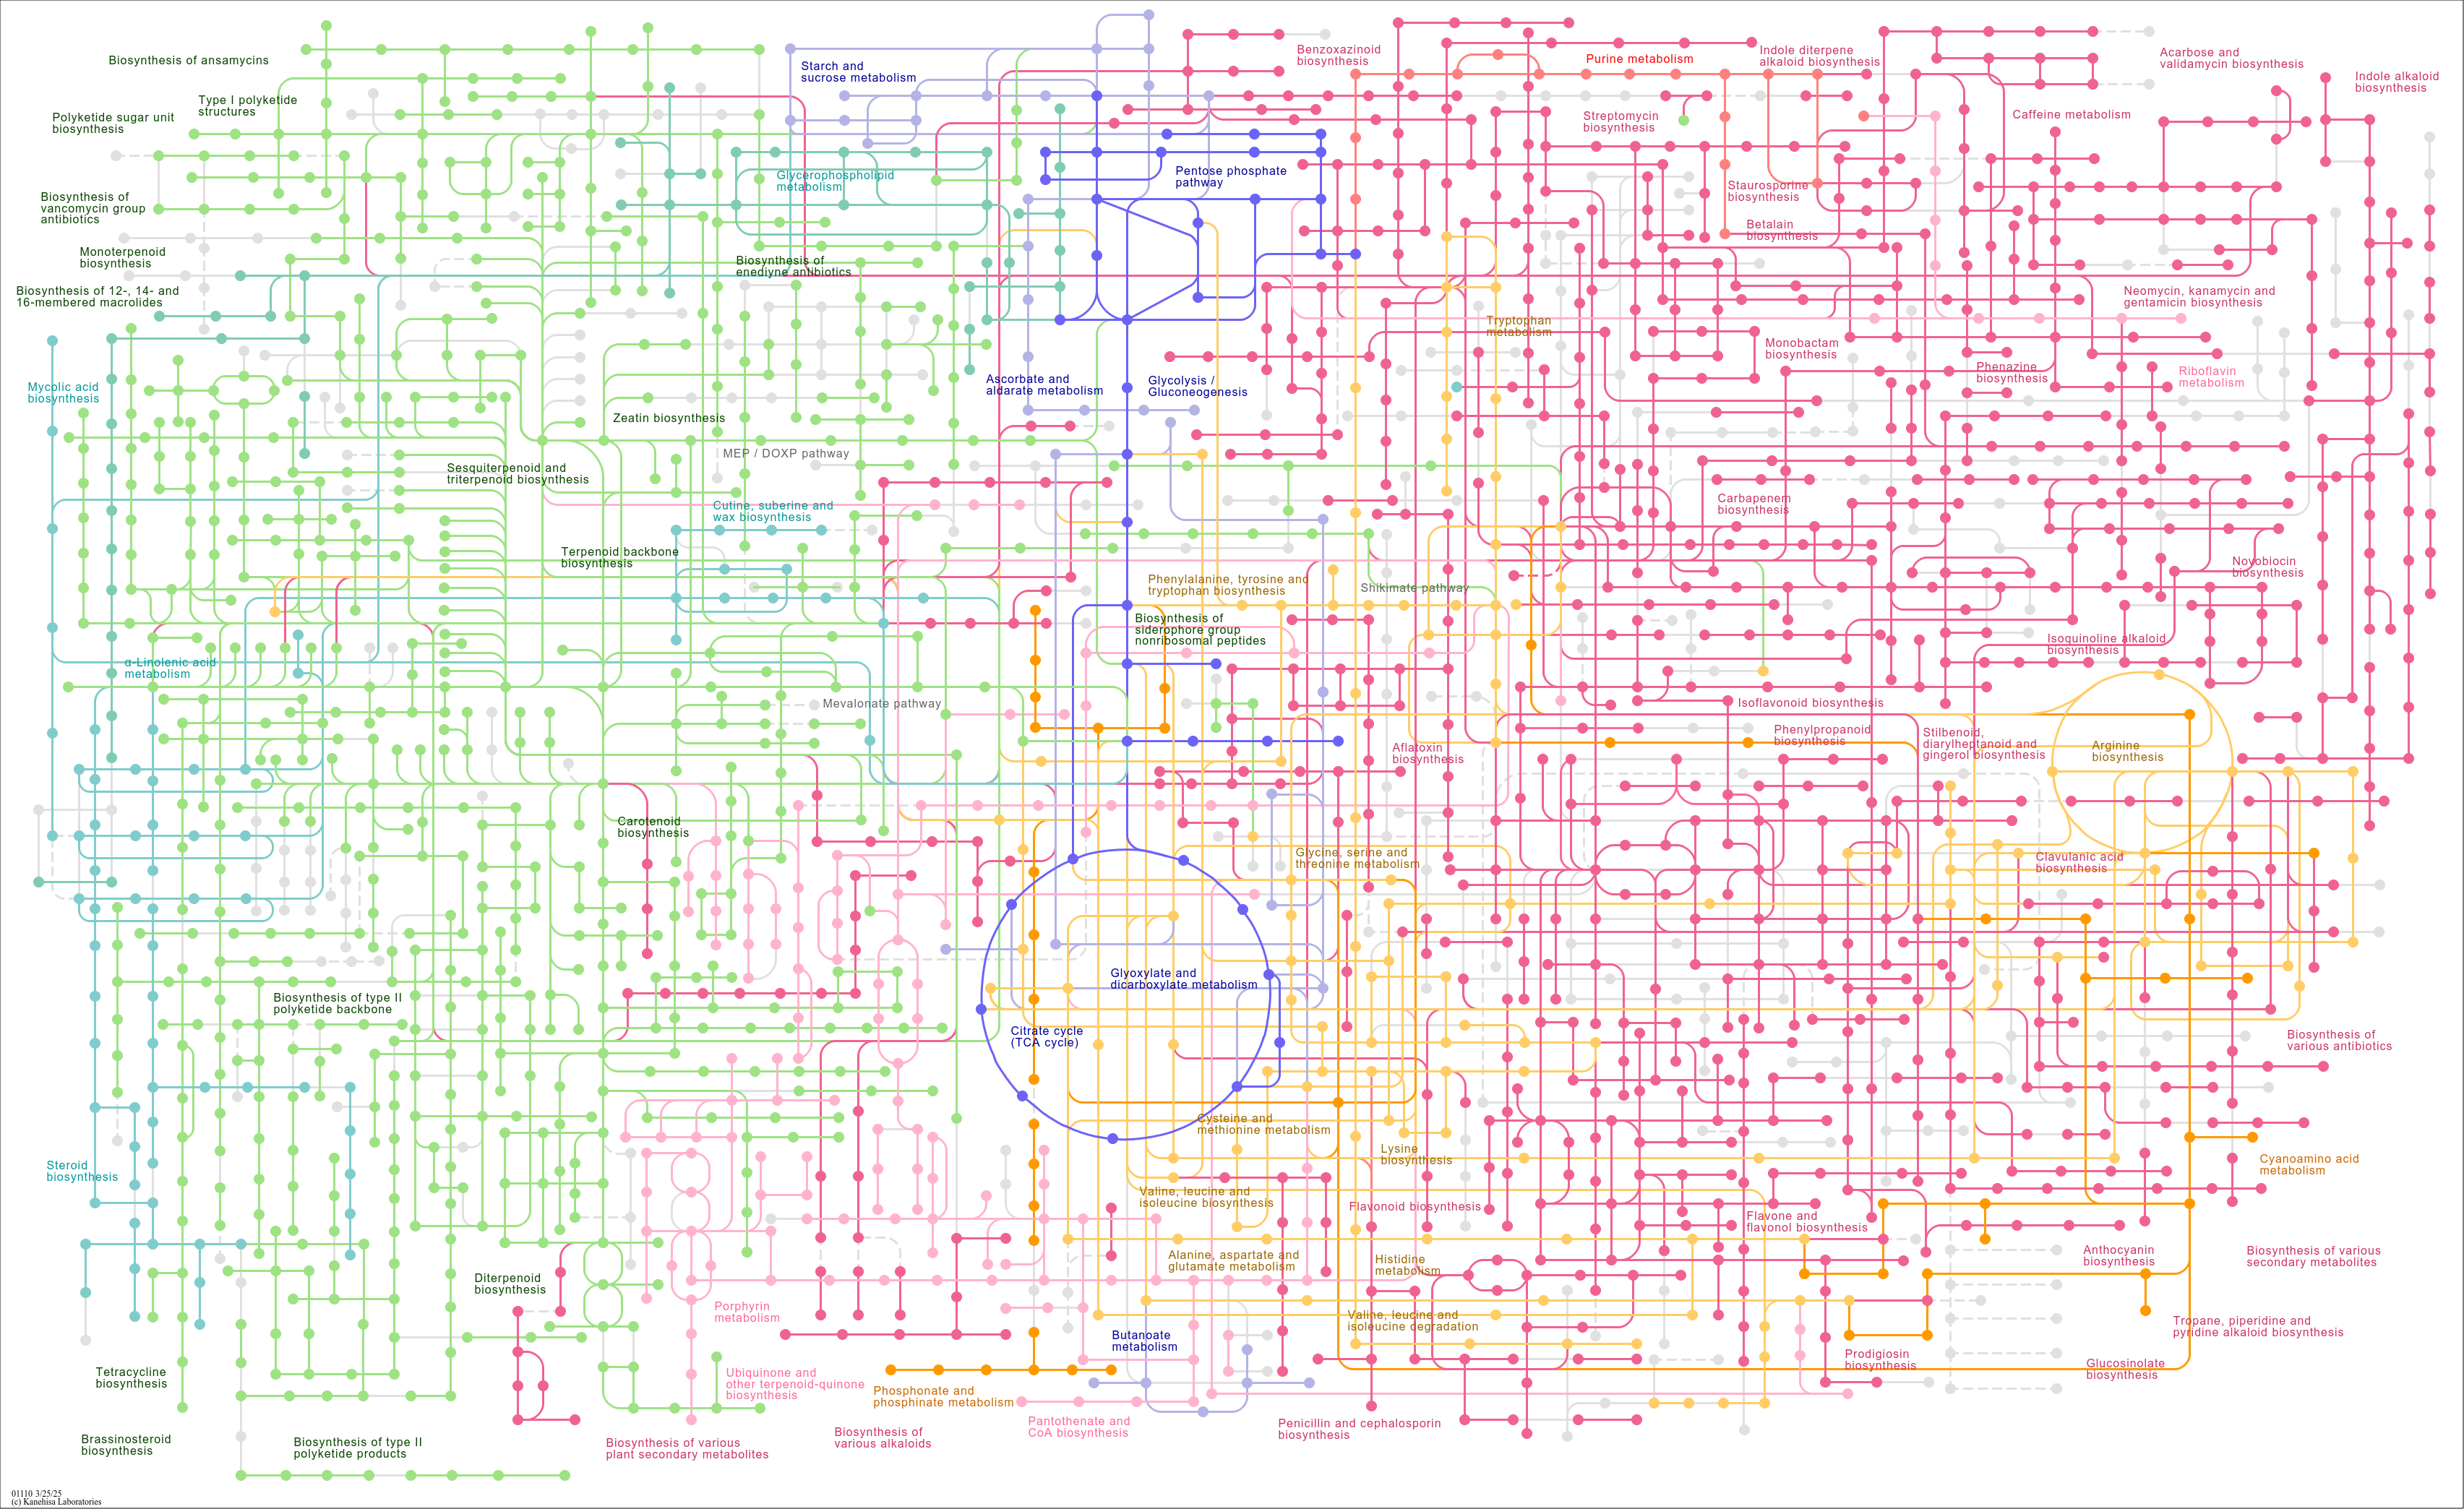 Biosynthesis of ansamycins
Type I polyketide
structures
Polyketide sugar unit
biosynthesis
Biosynthesis of
vancomycin group
antibiotics
Monoterpenoid
biosynthesis
Biosynthesis of 12-, 14- and
16-membered macrolides
Mycolic acid
biosynthesis
Starch and
sucrose metabolism
Glycerophospholipid
metabolism
Biosynthesis of
enediyne antibiotics
Zeatin biosynthesis
MEP / DOXP pathway
Sesquiterpenoid and
triterpenoid biosynthesis
Cutine, suberine and
wax biosynthesis
Terpenoid backbone
biosynthesis
α-Linolenic acid
metabolism
Mevalonate pathway
Carotenoid
biosynthesis
Biosynthesis of type II
polyketide backbone
Steroid
biosynthesis
Diterpenoid
biosynthesis
Tetracycline
biosynthesis
Brassinosteroid
biosynthesis
Biosynthesis of type II
polyketide products
Benzoxazinoid
biosynthesis
Purine metabolism
Indole diterpene
alkaloid biosynthesis
Acarbose and
validamycin biosynthesis
Indole alkaloid
biosynthesis
Streptomycin
biosynthesis
Caffeine metabolism
Pentose phosphate
pathway
Staurosporine
biosynthesis
Betalain
biosynthesis
Neomycin, kanamycin and
gentamicin biosynthesis
Tryptophan
metabolism
Monobactam
biosynthesis
Phenazine
biosynthesis
Riboflavin
metabolism
Ascorbate and
aldarate metabolism
Glycolysis /
Gluconeogenesis
Carbapenem
biosynthesis
Novobiocin
biosynthesis
Phenylalanine, tyrosine and
tryptophan biosynthesis
Shikimate pathway
Biosynthesis of
siderophore group
nonribosomal peptides
Isoquinoline alkaloid
biosynthesis
Isoflavonoid biosynthesis
Phenylpropanoid
biosynthesis
Stilbenoid,
diarylheptanoid and
gingerol biosynthesis
Arginine
biosynthesis
Aflatoxin
biosynthesis
Glycine, serine and
threonine metabolism
Clavulanic acid
biosynthesis
Glyoxylate and
dicarboxylate metabolism
Citrate cycle
(TCA cycle)
Biosynthesis of
various antibiotics
Cysteine and
methionine metabolism
Lysine
biosynthesis
Cyanoamino acid
metabolism
Valine, leucine and
isoleucine biosynthesis
Flavonoid biosynthesis
Flavone and
flavonol biosynthesis
Alanine, aspartate and
glutamate metabolism
Histidine
metabolism
Anthocyanin
biosynthesis
Biosynthesis of various
secondary metabolites
Porphyrin
metabolism
Valine, leucine and
isoleucine degradation
Butanoate
metabolism
Tropane, piperidine and
pyridine alkaloid biosynthesis
Prodigiosin
biosynthesis
Glucosinolate
biosynthesis
Ubiquinone and
other terpenoid-quinone
biosynthesis
Phosphonate and
phosphinate metabolism
Pantothenate and
CoA biosynthesis
Penicillin and cephalosporin
biosynthesis
Biosynthesis of various
plant secondary metabolites
Biosynthesis of
various alkaloids
01110 3/25/25
(c) Kanehisa Laboratories